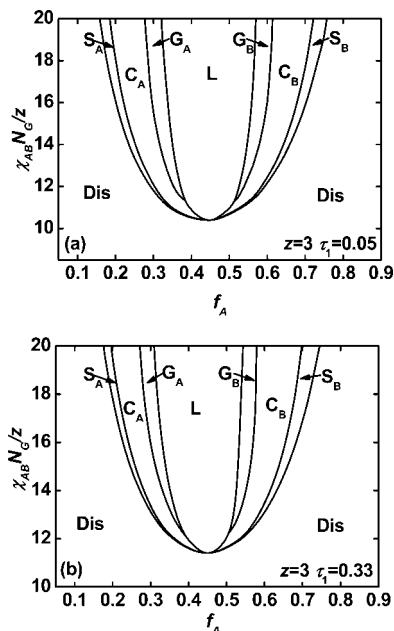 20
18
16
14
12
10
χ_AB N_G/z
S_A
C_A
G_A
L
G_B
C_B
S_B
Dis
Dis
(a)
z=3 τ₁=0.05
0.1 0.2 0.3 0.4 0.5 0.6 0.7 0.8 0.9
f_A
20
18
16
14
12
10
χ_AB N_G/z
S_A
C_A
G_A
L
G_B
C_B
S_B
Dis
Dis
(b)
z=3 τ₁=0.33
0.1 0.2 0.3 0.4 0.5 0.6 0.7 0.8 0.9
f_A